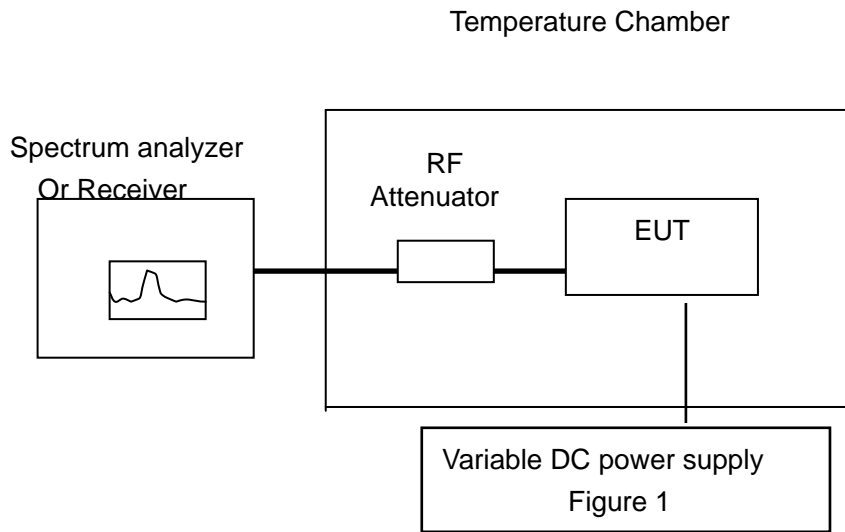 Temperature Chamber
Spectrum analyzer
Or Receiver
RF
Attenuator
EUT
Variable DC power supply
Figure 1